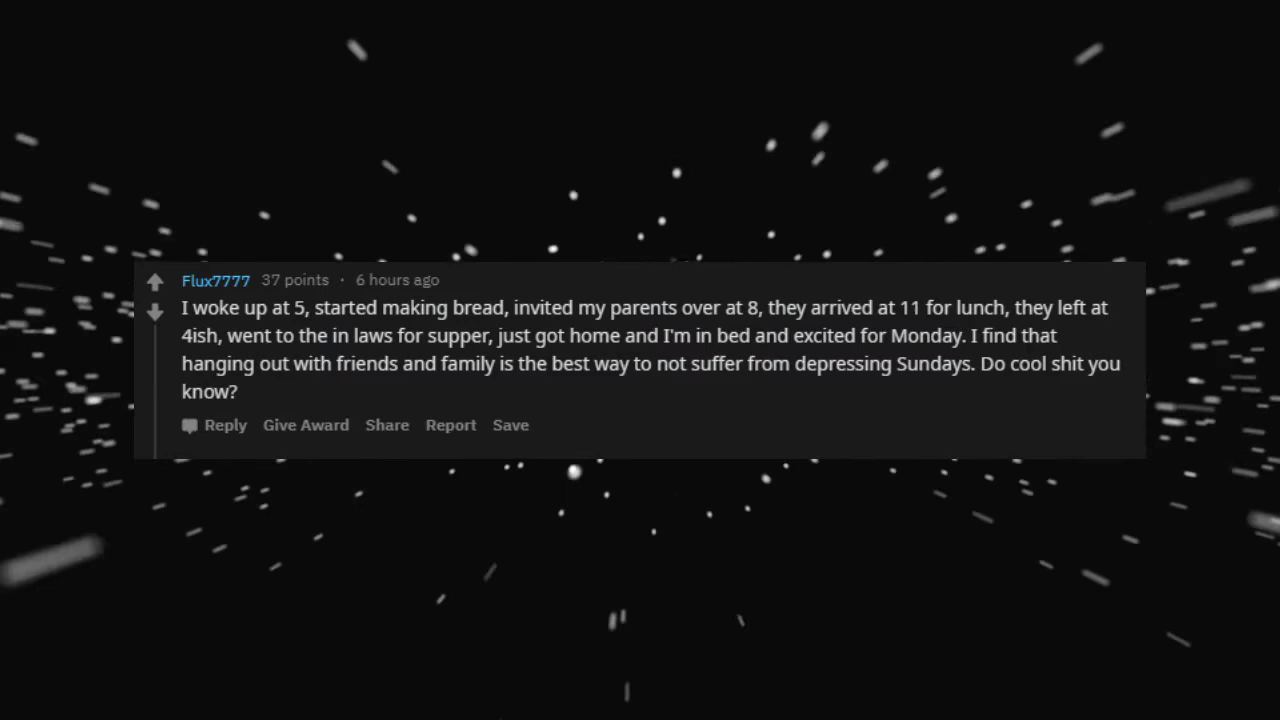 Flux7777 37 points · 6 hours ago
I woke up at 5, started making bread, invited my parents over at 8, they arrived at 11 for lunch, they left at
4ish, went to the in laws for supper, just got home and I'm in bed and excited for Monday. I find that
hanging out with friends and family is the best way to not suffer from depressing Sundays. Do cool shit you
know?
Reply Give Award Share Report Save